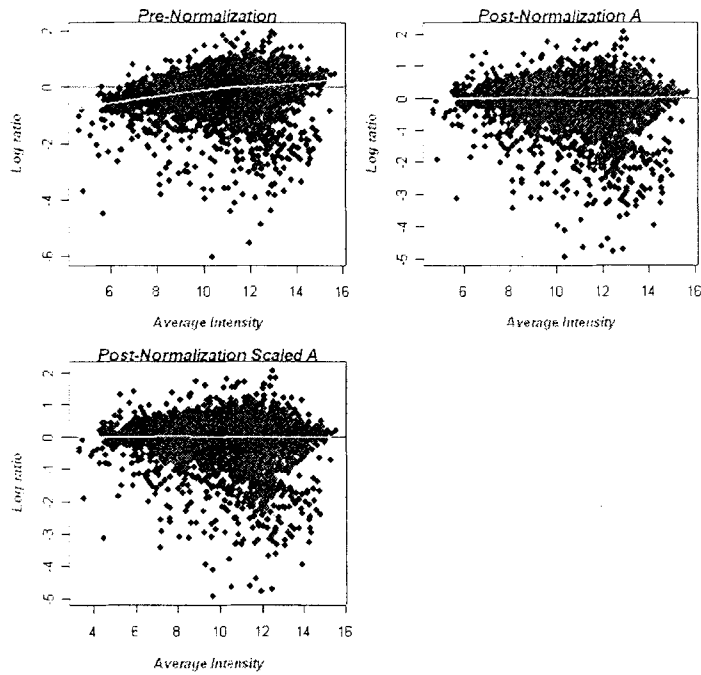 Pre-Normalization
2
0
-2
-4
-6
Log ratio
6 8 10 12 14 16
Average Intensity
Post-Normalization A
2
1
0
-1
-2
-3
-4
-5
Log ratio
6 8 10 12 14 16
Average Intensity
Post-Normalization Scaled A
2
1
0
-1
-2
-3
-4
-5
Log ratio
4 6 8 10 12 14 16
Average Intensity